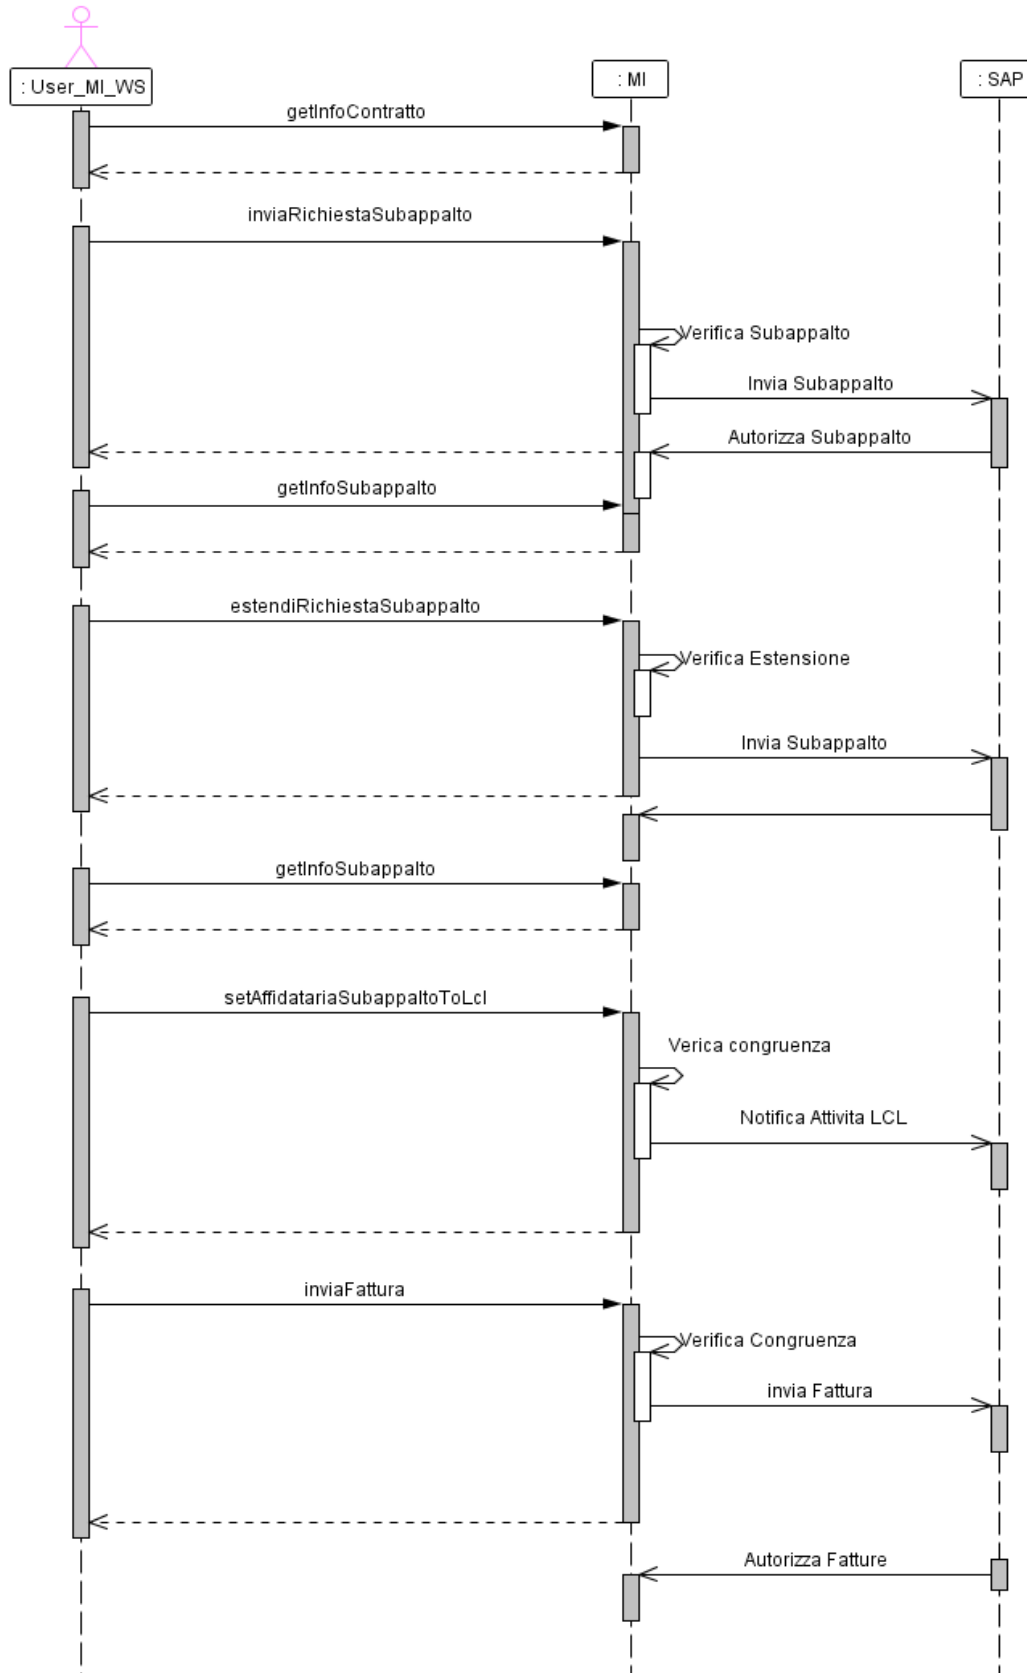 : User_MI_WS
: MI
: SAP
getInfoContratto
inviaRichiestaSubappalto
Verifica Subappalto
Invia Subappalto
Autorizza Subappalto
getInfoSubappalto
estendiRichiestaSubappalto
Verifica Estensione
Invia Subappalto
getInfoSubappalto
setAffidatariaSubappaltoToLcl
Verica congruenza
Notifica Attivita LCL
inviaFattura
Verifica Congruenza
invia Fattura
Autorizza Fatture